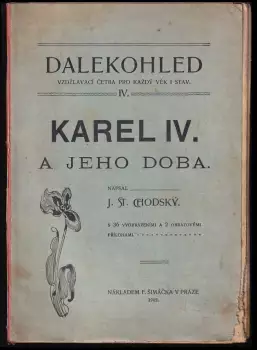 DALEKOHLED
VZDĚLAVACÍ ČETBA PRO KAŽDÝ VĚK I STAV.
IV.
KAREL IV.
A JEHO DOBA.
NAPSAL
J. ŠT. CHODSKÝ.
S 26 VYOBRAZENÍMI A 2 OBRAZOVÝMI
PŘÍLOHAMI
NÁKLADEM F. ŠIMÁČKA V PRAZE